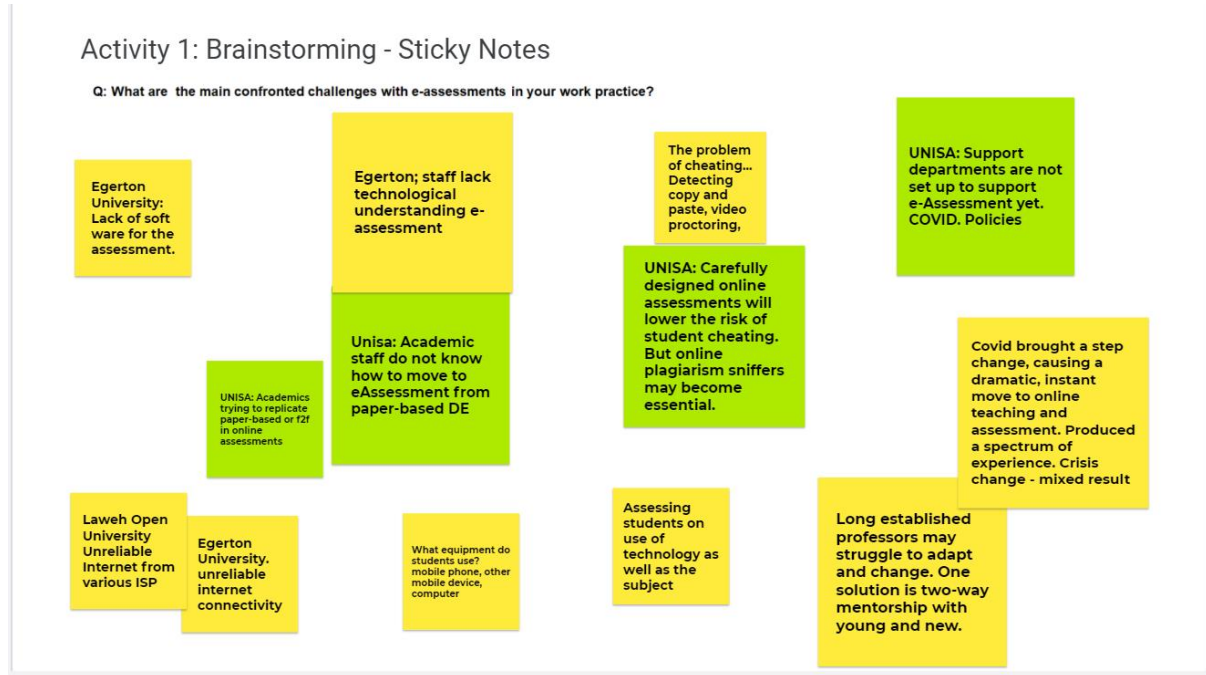 Activity 1: Brainstorming - Sticky Notes
Q: What are the main confronted challenges with e-assessments in your work practice?
Egerton
University:
Lack of soft
ware for the
assessment.
Egerton; staff lack
technological
understanding e-
assessment
The problem
of cheating...
Detecting
copy and
paste, video
proctoring,
UNISA: Support
departments are not
set up to support
e-Assessment yet.
COVID. Policies
UNISA: Carefully
designed online
assessments will
lower the risk of
student cheating.
But online
plagiarism sniffers
may become
essential.
Unisa: Academic
staff do not know
how to move to
eAssessment from
paper-based DE
UNISA: Academics
trying to replicate
paper-based or f2f
in online
assessments
Covid brought a step
change, causing a
dramatic, instant
move to online
teaching and
assessment. Produced
a spectrum of
experience. Crisis
change - mixed result
Laweh Open
University
Unreliable
Internet from
various ISP
Egerton
University.
unreliable
internet
connectivity
What equipment do
students use?
mobile phone, other
mobile device,
computer
Assessing
students on
use of
technology as
well as the
subject
Long established
professors may
struggle to adapt
and change. One
solution is two-way
mentorship with
young and new.